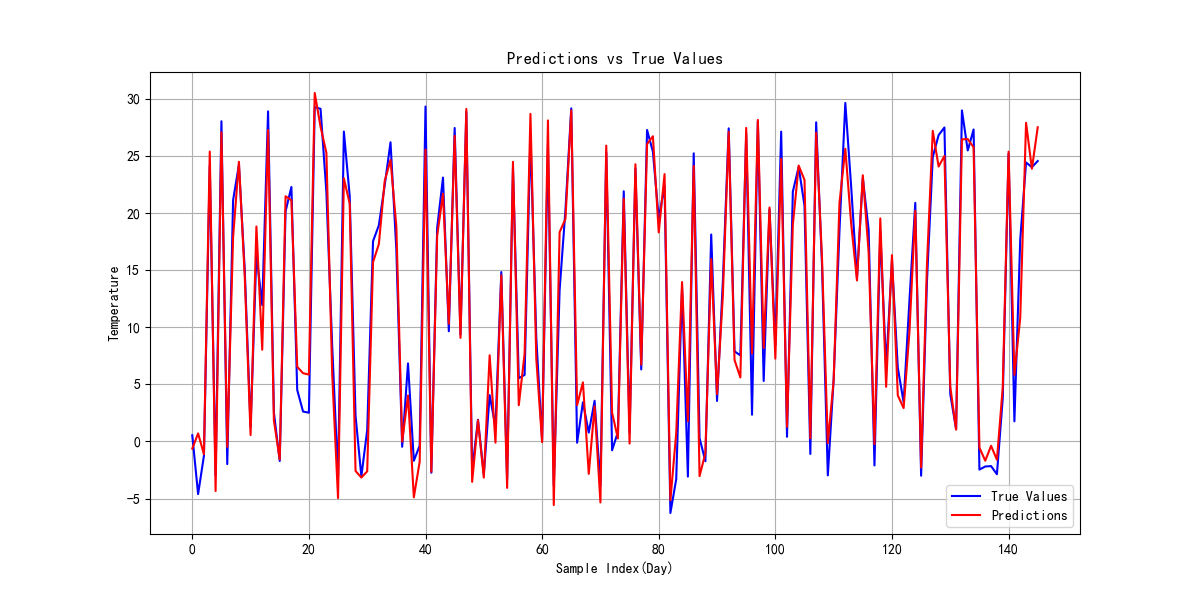 Predictions vs True Values
30
25
20
15
10
5
0
−5
Temperature
0 20 40 60 80 100 120 140
Sample Index(Day)
True Values
Predictions